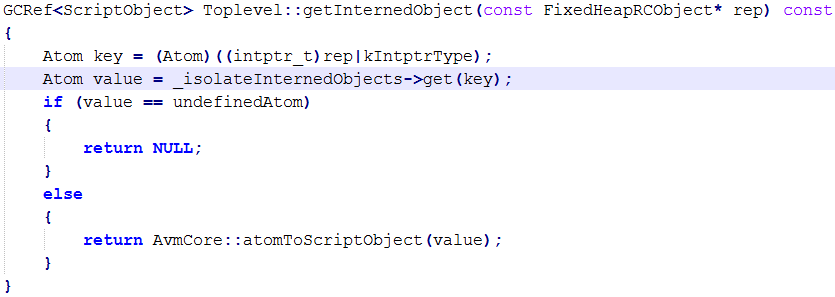 GCRef<ScriptObject> Toplevel::getInternedObject(const FixedHeapRCObject* rep) const
{
    Atom key = (Atom)((intptr_t)rep|kIntptrType);
    Atom value = _isolateInternedObjects->get(key);
    if (value == undefinedAtom)
    {
        return NULL;
    }
    else
    {
        return AvmCore::atomToScriptObject(value);
    }
}